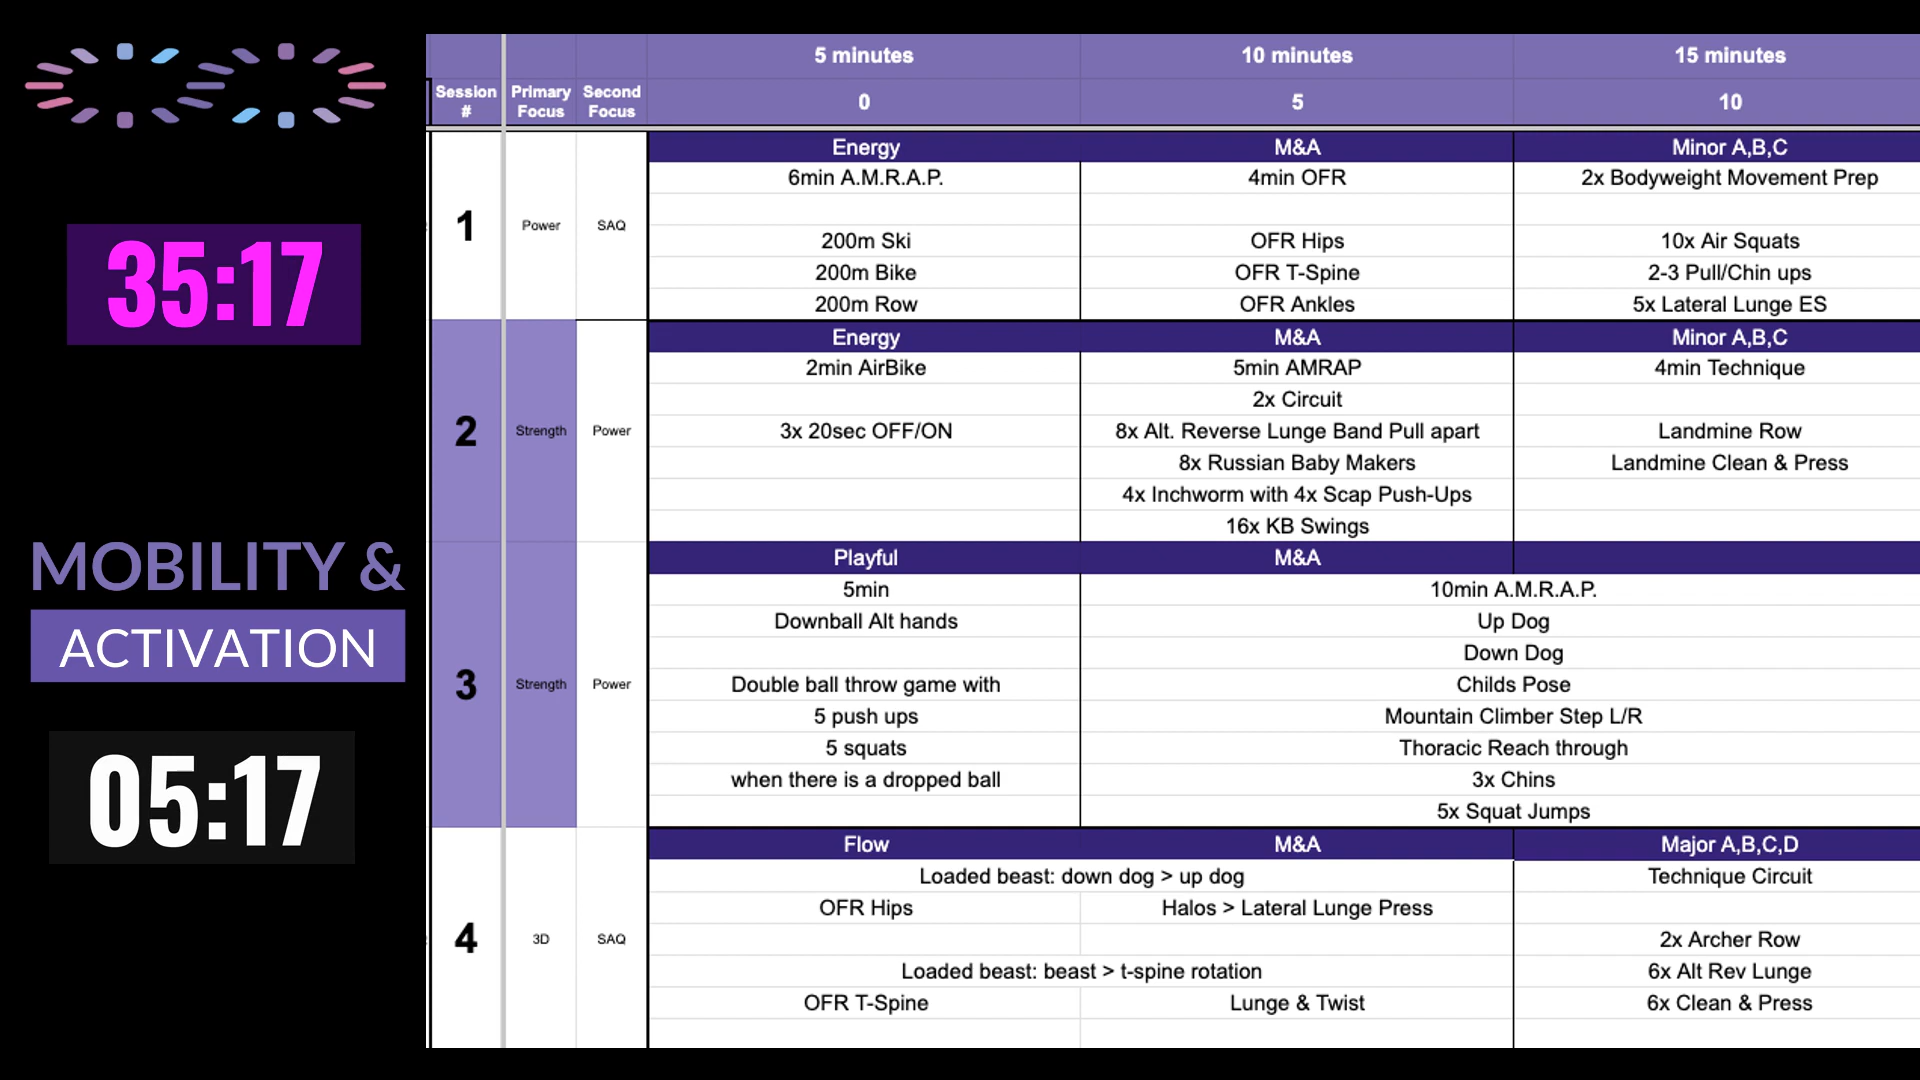 35:17
MOBILITY &
ACTIVATION
05:17
5 minutes 10 minutes 15 minutes
Session # Primary Focus Second Focus 0 5 10
1 Power SAQ
Energy M&A Minor A,B,C
6min A.M.R.A.P. 4min OFR 2x Bodyweight Movement Prep
200m Ski OFR Hips 10x Air Squats
200m Bike OFR T-Spine 2-3 Pull/Chin ups
200m Row OFR Ankles 5x Lateral Lunge ES
2 Strength Power
Energy M&A Minor A,B,C
2min AirBike 5min AMRAP 4min Technique
2x Circuit
3x 20sec OFF/ON 8x Alt. Reverse Lunge Band Pull apart Landmine Row
8x Russian Baby Makers Landmine Clean & Press
4x Inchworm with 4x Scap Push-Ups
16x KB Swings
3 Strength Power
Playful M&A
5min 10min A.M.R.A.P.
Downball Alt hands Up Dog
Down Dog
Double ball throw game with Childs Pose
5 push ups Mountain Climber Step L/R
5 squats Thoracic Reach through
when there is a dropped ball 3x Chins
5x Squat Jumps
4 3D SAQ
Flow M&A Major A,B,C,D
Loaded beast: down dog > up dog Technique Circuit
OFR Hips Halos > Lateral Lunge Press
2x Archer Row
Loaded beast: beast > t-spine rotation 6x Alt Rev Lunge
OFR T-Spine Lunge & Twist 6x Clean & Press